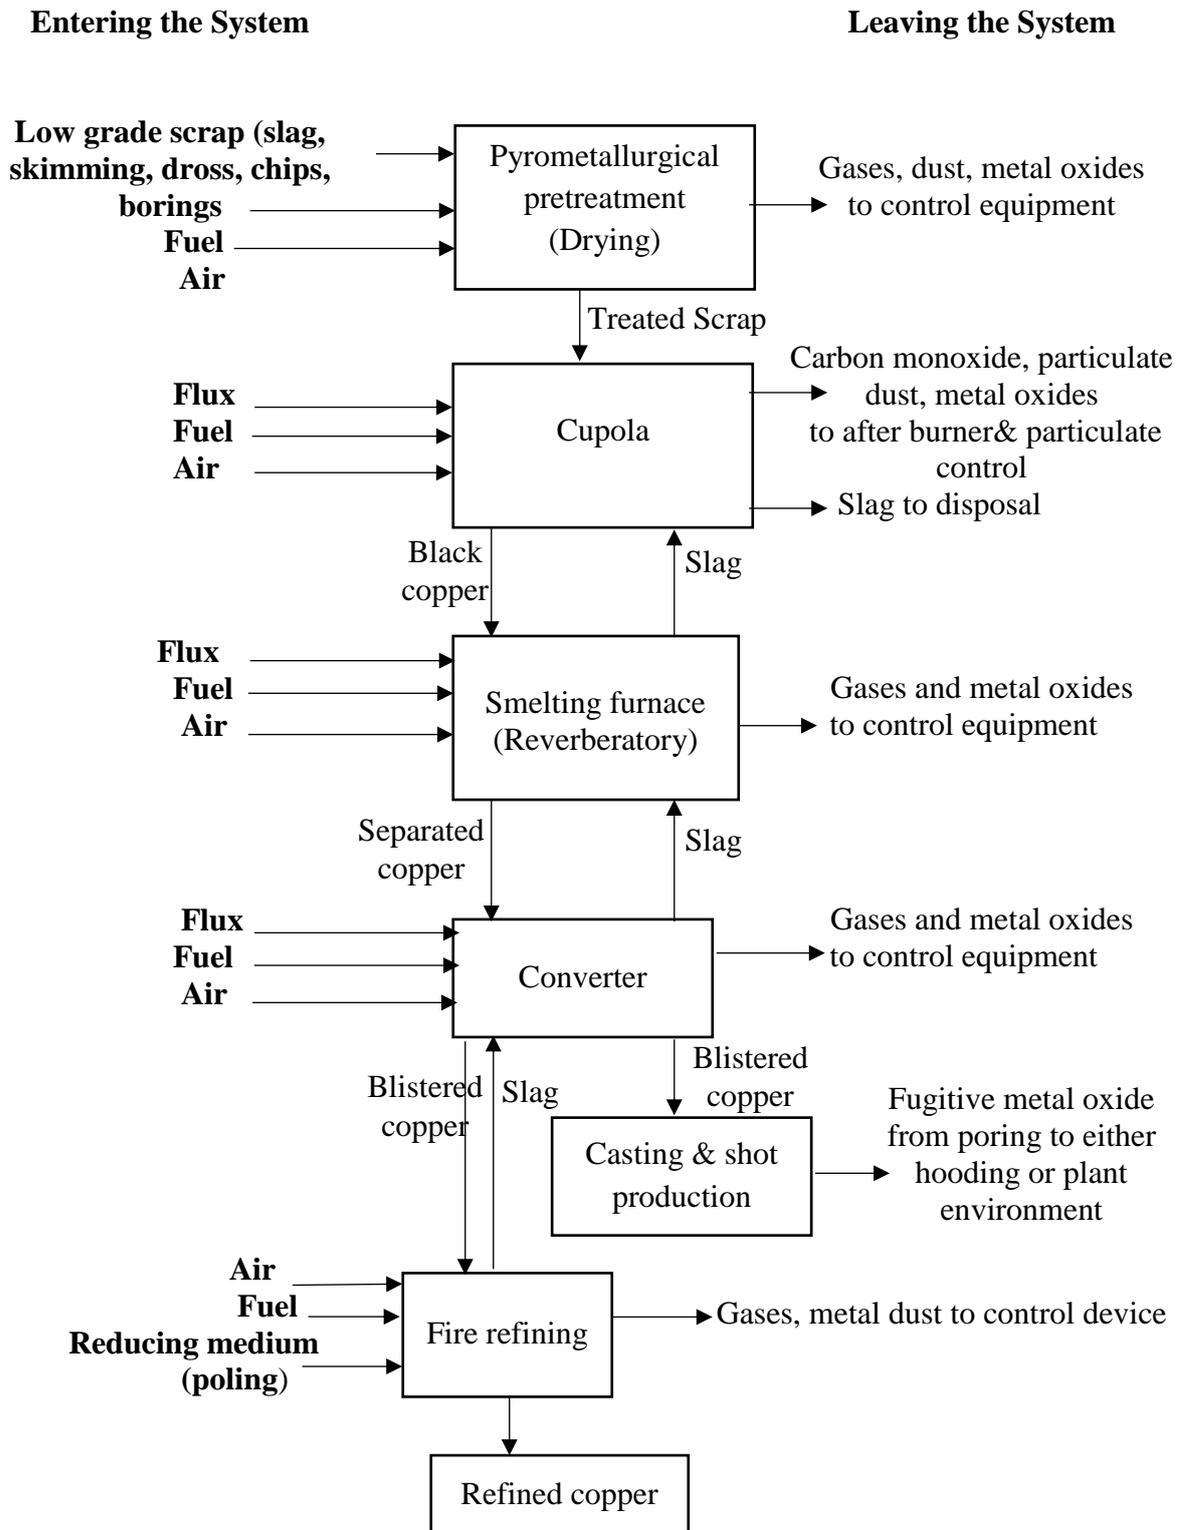 Entering the System
Leaving the System
Low grade scrap (slag,
skimming, dross, chips,
borings
Fuel
Air
Pyrometallurgical
pretreatment
(Drying)
Gases, dust, metal oxides
to control equipment
Treated Scrap
Flux
Fuel
Air
Cupola
Carbon monoxide, particulate
dust, metal oxides
to after burner& particulate
control
Slag to disposal
Black
copper
Slag
Flux
Fuel
Air
Smelting furnace
(Reverberatory)
Gases and metal oxides
to control equipment
Separated
copper
Slag
Flux
Fuel
Air
Converter
Gases and metal oxides
to control equipment
Blistered
copper
Slag
Blistered
copper
Casting & shot
production
Fugitive metal oxide
from poring to either
hooding or plant
environment
Air
Fuel
Reducing medium
(poling)
Fire refining
Gases, metal dust to control device
Refined copper